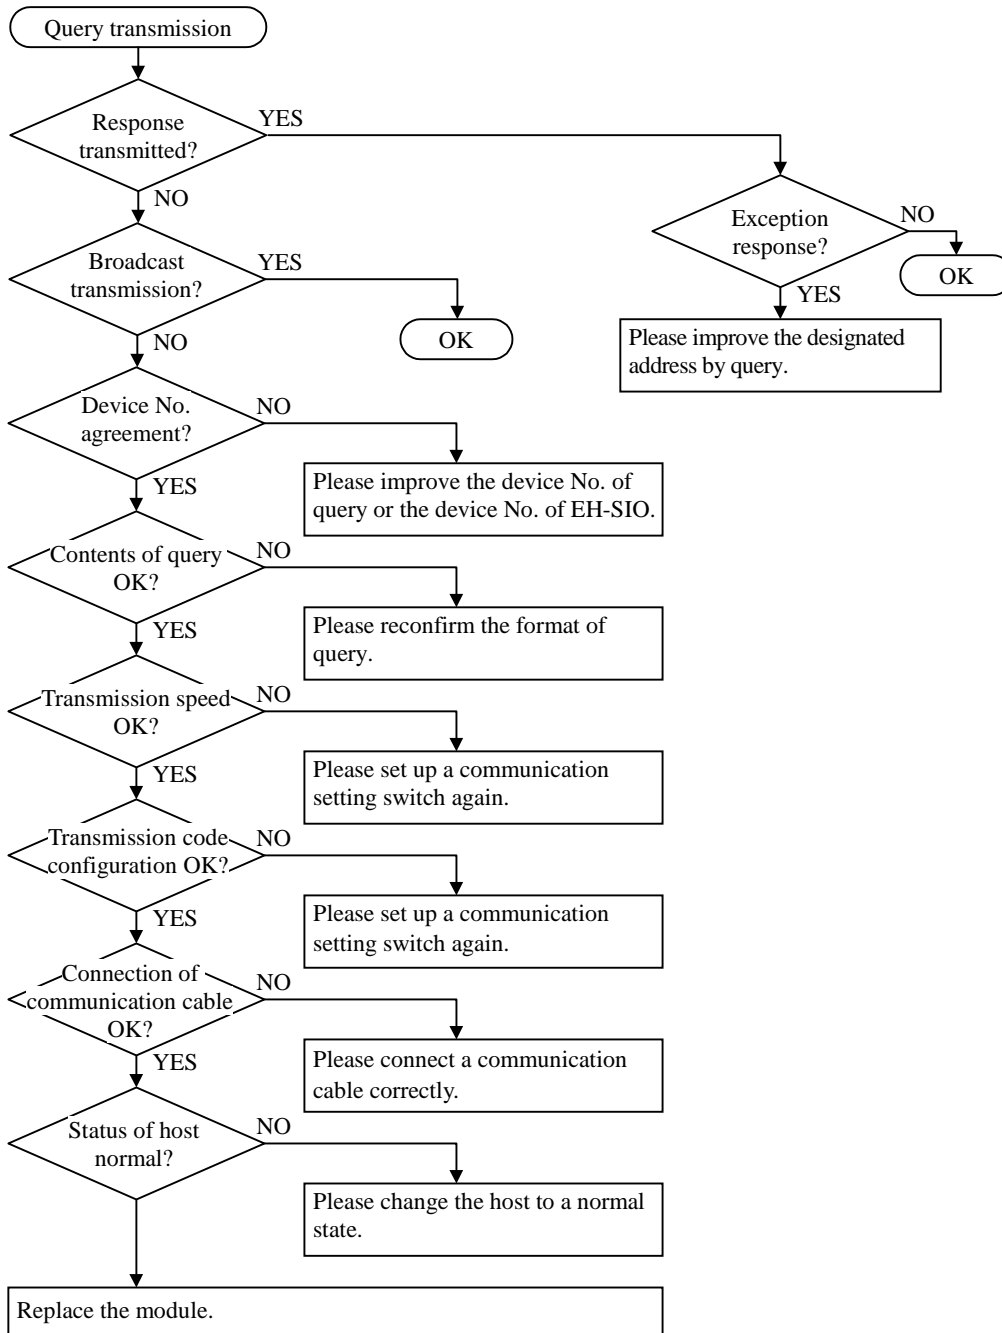 Query transmission
Response
transmitted?
YES
NO
Exception
response?
NO
OK
YES
Please improve the designated
address by query.
Broadcast
transmission?
YES
OK
NO
Device No.
agreement?
NO
Please improve the device No. of
query or the device No. of EH-SIO.
YES
Contents of query
OK?
NO
Please reconfirm the format of
query.
YES
Transmission speed
OK?
NO
Please set up a communication
setting switch again.
YES
Transmission code
configuration OK?
NO
Please set up a communication
setting switch again.
YES
Connection of
communication cable
OK?
NO
Please connect a communication
cable correctly.
YES
Status of host
normal?
NO
Please change the host to a normal
state.
Replace the module.